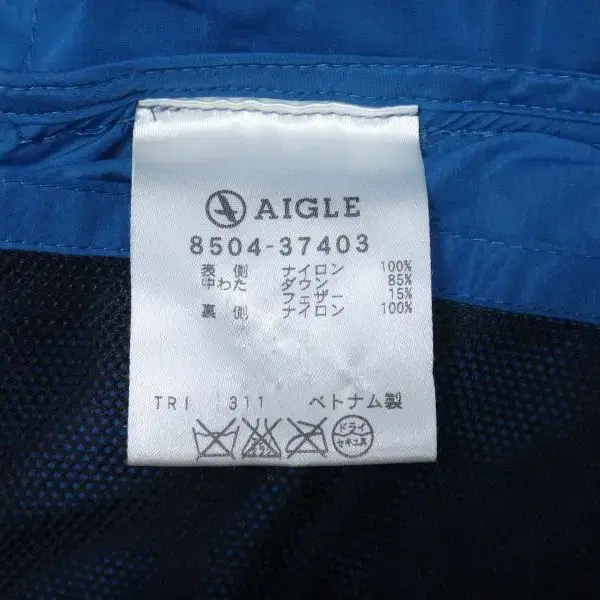 AIGLE
8504-37403
表側 ナイロン 100%
中わた ダウン 85%
フェザー 15%
裏側 ナイロン 100%
TRI 311 ベトナム製
ドライ
セキユ系